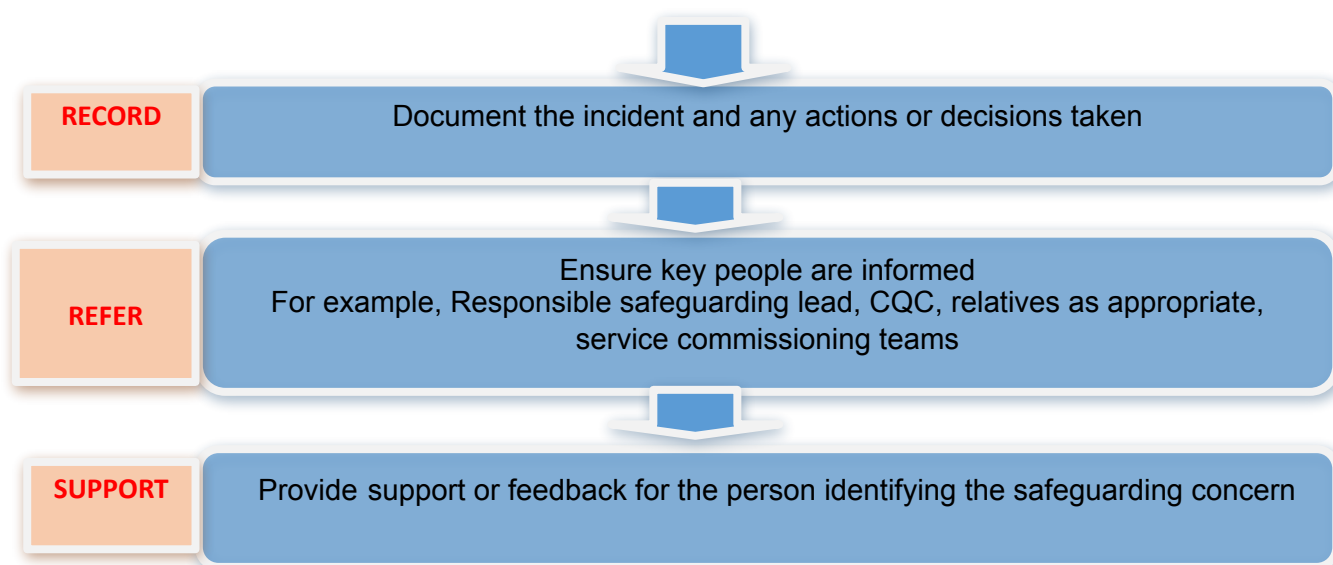 RECORD
Document the incident and any actions or decisions taken
REFER
Ensure key people are informed
For example, Responsible safeguarding lead, CQC, relatives as appropriate,
service commissioning teams
SUPPORT
Provide support or feedback for the person identifying the safeguarding concern